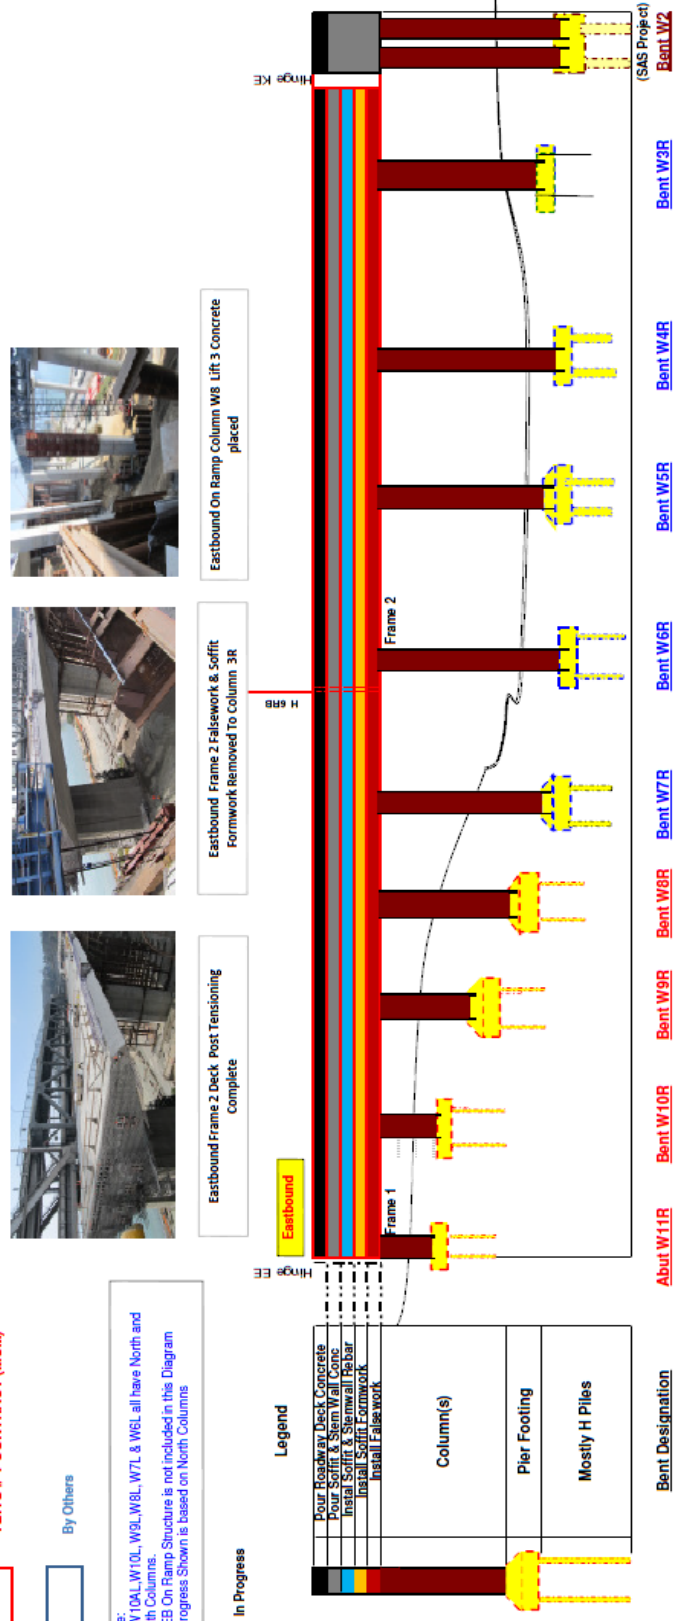 By Others
V10AL,W10L, W9L,W8L, W7L & W6L all have North and
th Columns.
EB On Ramp Structure is not included in this Diagram
rogress Shown is based on North Columns
In Progress
Eastbound Frame 2 Deck Post Tensioning
Complete
Eastbound Frame 2 Falsework & Soffit
Formwork Removed To Column 3R
Eastbound On Ramp Column W8 Lift 3 Concrete
placed
Legend
Eastbound
Hinge EE
H 6RB
Hinge KE
Pour Roadway Deck Concrete
Pour Soffit & Stem Wall Conc
Instal Soffit & Stemwall Rebar
Install Soffit Formwork
Install Falsework
Frame 1
Frame 2
Column(s)
Pier Footing
Mostly H Piles
(SAS Project)
Bent Designation
Abut W11R
Bent W10R
Bent W9R
Bent W8R
Bent W7R
Bent W6R
Bent W5R
Bent W4R
Bent W3R
Bent W2